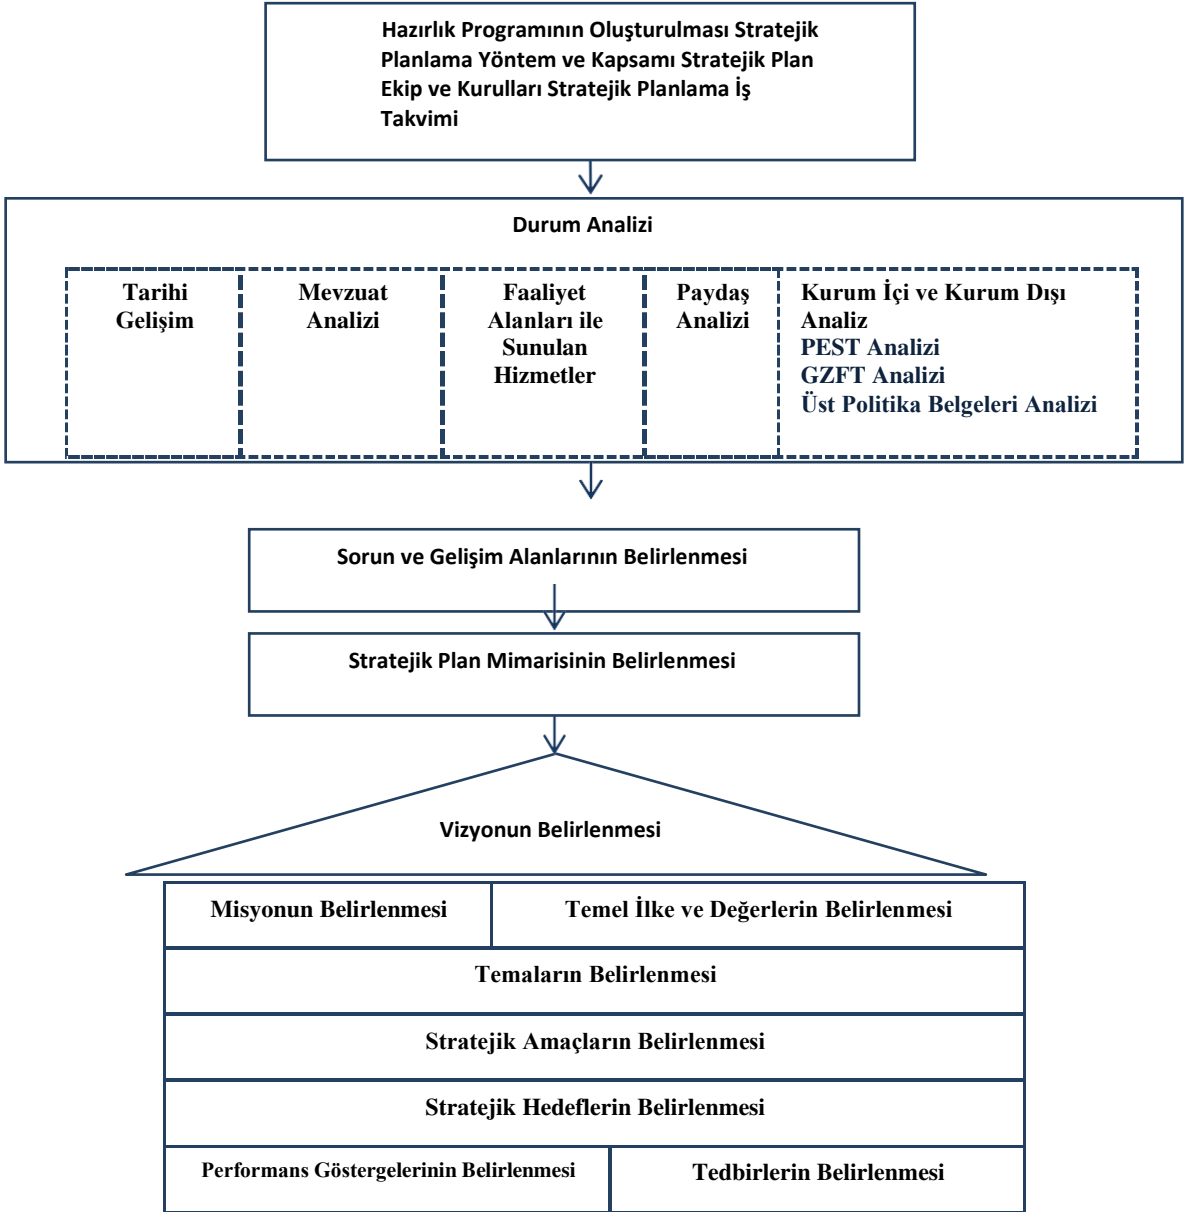 Hazırlık Programının Oluşturulması Stratejik
Planlama Yöntem ve Kapsamı Stratejik Plan
Ekip ve Kurulları Stratejik Planlama İş
Takvimi
Durum Analizi
Tarihi
Gelişim
Mevzuat
Analizi
Faaliyet
Alanları ile
Sunulan
Hizmetler
Paydaş
Analizi
Kurum İçi ve Kurum Dışı
Analiz
PEST Analizi
GZFT Analizi
Üst Politika Belgeleri Analizi
Sorun ve Gelişim Alanlarının Belirlenmesi
Stratejik Plan Mimarisinin Belirlenmesi
Vizyonun Belirlenmesi
Misyonun Belirlenmesi
Temel İlke ve Değerlerin Belirlenmesi
Temaların Belirlenmesi
Stratejik Amaçların Belirlenmesi
Stratejik Hedeflerin Belirlenmesi
Performans Göstergelerinin Belirlenmesi
Tedbirlerin Belirlenmesi